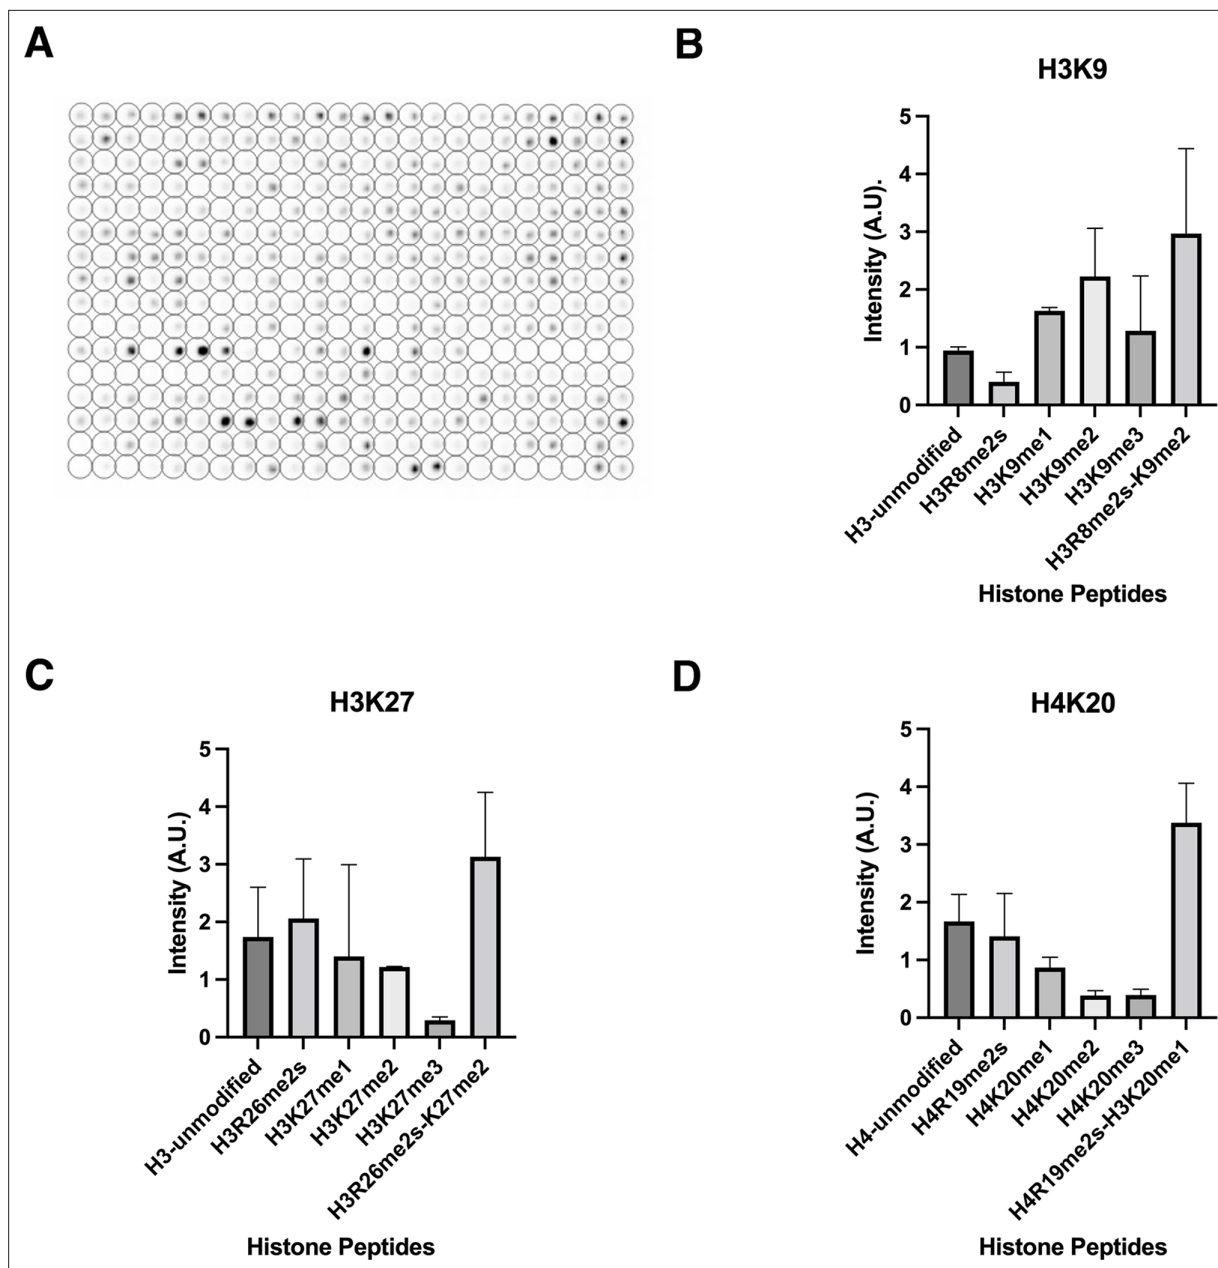 A
B
H3K9
Intensity (A.U).
5
4
3
2
1
0
H3-unmodified
H3R8me2s
H3K9me1
H3K9me2
H3K9me3
H3R8me2s-K9me2
Histone Peptides
C
H3K27
Intensity (A.U.)
5
4
3
2
1
0
H3-unmodified
H3R26me2s
H3K27me1
H3K27me2
H3K27me3
H3R26me2s-K27me2
Histone Peptides
D
H4K20
Intensity (A.U.)
5
4
3
2
1
0
H4-unmodified
H4R19me2s
H4K20me1
H4K20me2
H4K20me3
H4R19me2s-H3K20me1
Histone Peptides